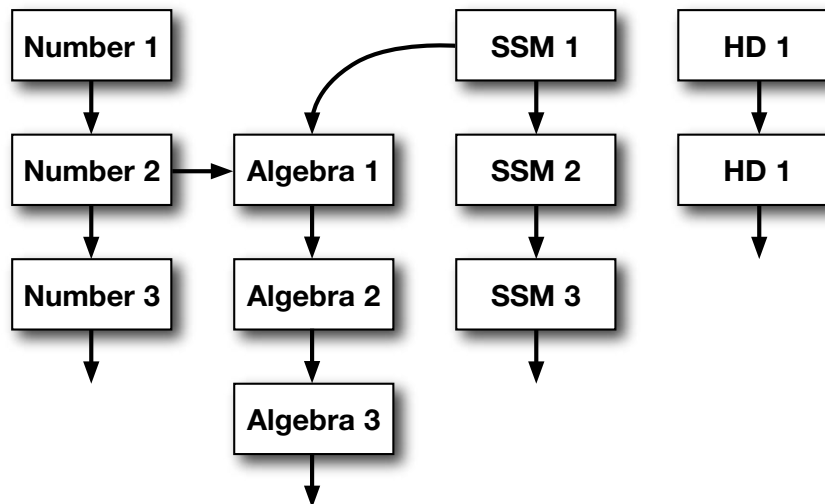 Number 1
SSM 1
HD 1
Number 2
Algebra 1
SSM 2
HD 1
Number 3
Algebra 2
SSM 3
Algebra 3